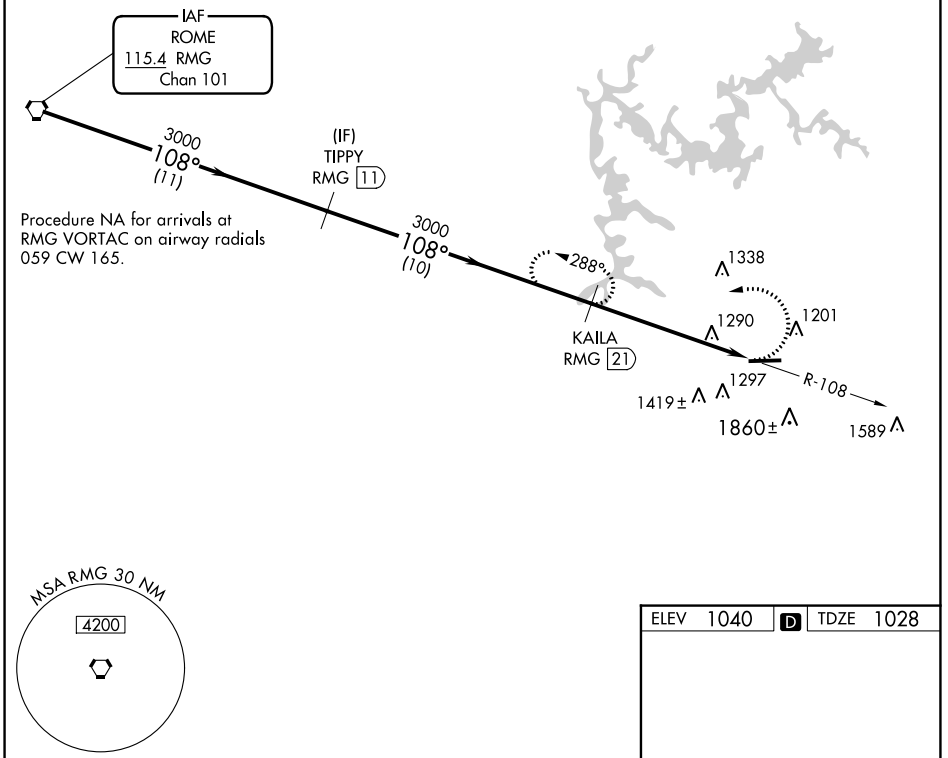 IAF
ROME
115.4 RMG
Chan 101
3000
108°
(11)
(IF)
TIPPY
RMG 11
Procedure NA for arrivals at
RMG VORTAC on airway radials
059 CW 165.
3000
108°
(10)
288°
1338
1290
1201
KAILA
RMG 21
1297
R-108
1419±
1860±
1589
MSA RMG 30 NM
4200
ELEV 1040 D TDZE 1028